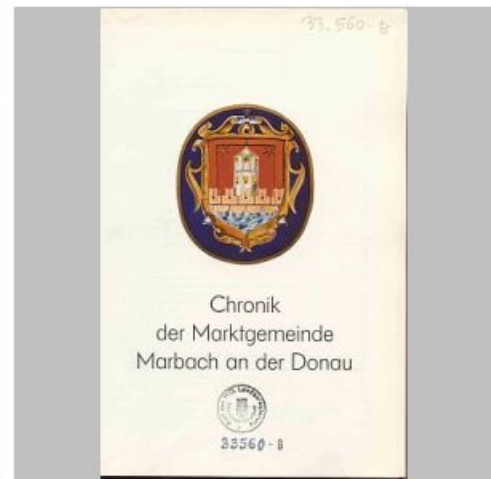 33.560-B
Chronik
der Marktgemeinde
Marbach an der Donau
33560-B